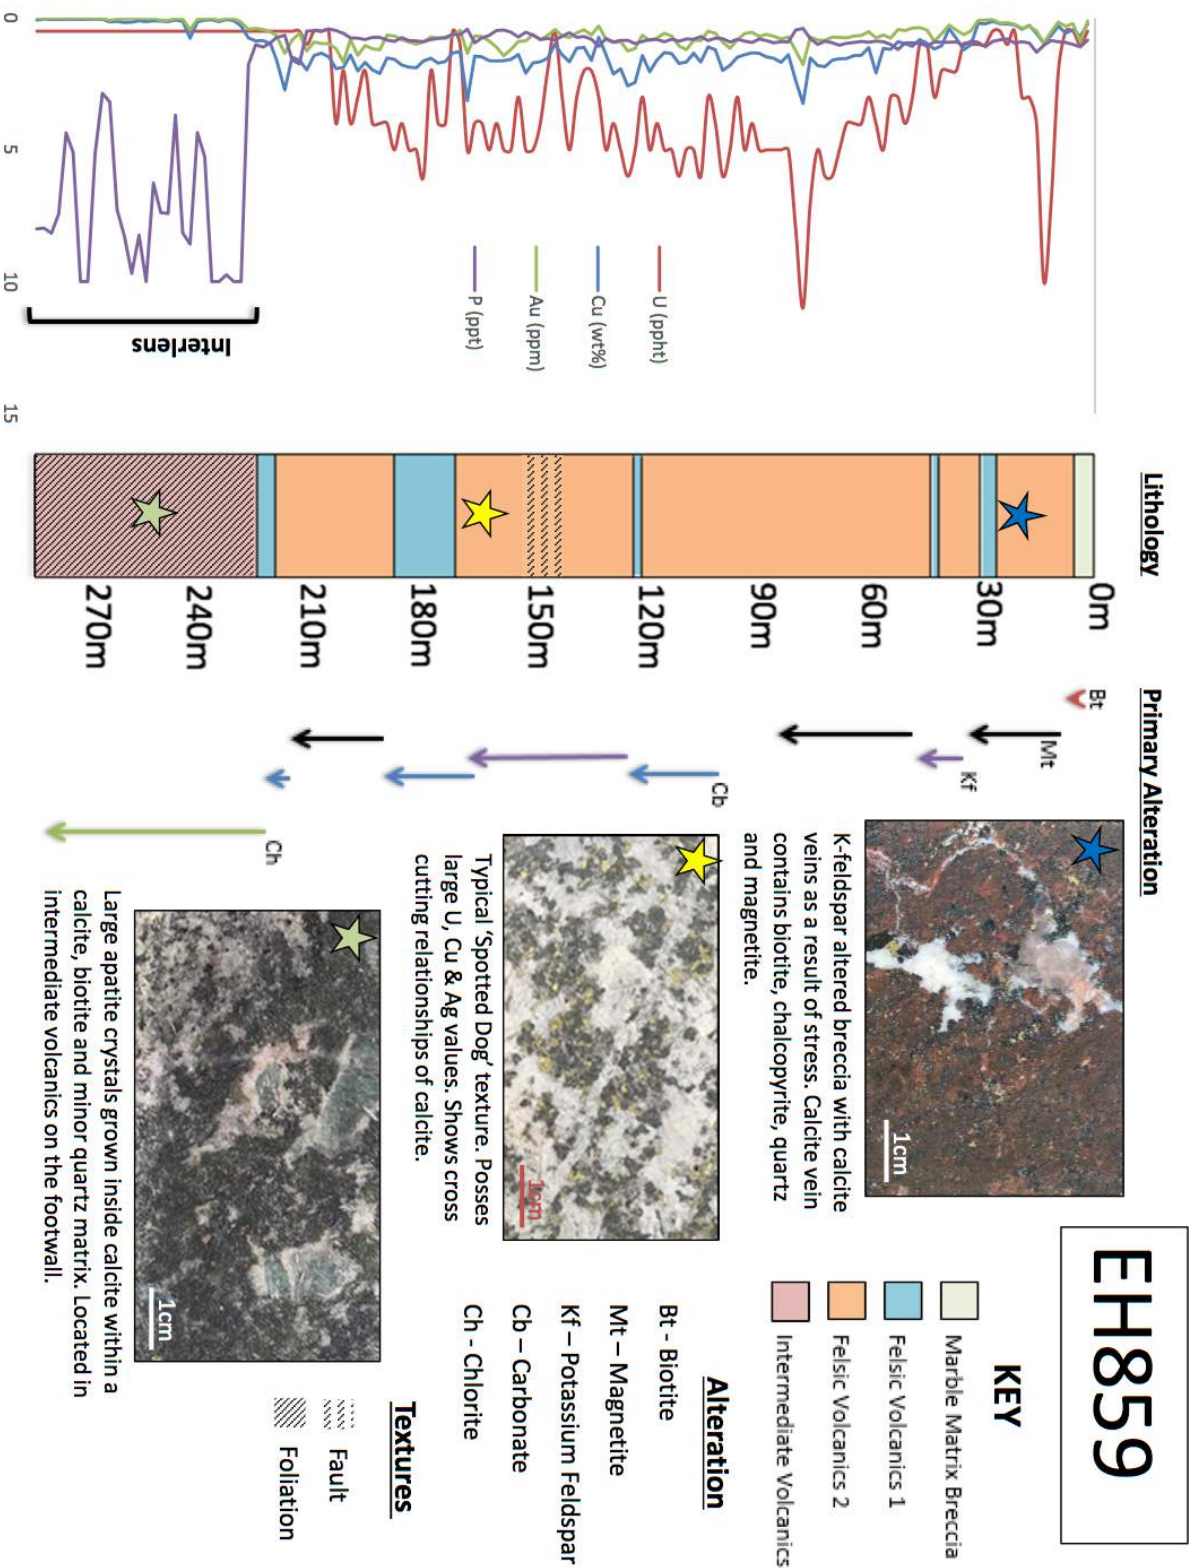 EH859
Lithology
Primary Alteration
0
5
10
15
U (ppht)
Cu (wt%)
Au (ppm)
P (ppt)
Interlens
0m
30m
60m
90m
120m
150m
180m
210m
240m
270m
Bt
Mt
Kf
Cb
Ch
1cm
K-feldspar altered breccia with calcite
veins as a result of stress. Calcite vein
contains biotite, chalcopyrite, quartz
and magnetite.
1cm
Typical 'Spotted Dog' texture. Posses
large U, Cu & Ag values. Shows cross
cutting relationships of calcite.
1cm
Large apatite crystals grown inside calcite within a
calcite, biotite and minor quartz matrix. Located in
intermediate volcanics on the footwall.
KEY
Marble Matrix Breccia
Felsic Volcanics 1
Felsic Volcanics 2
Intermediate Volcanics
Alteration
Bt - Biotite
Mt – Magnetite
Kf – Potassium Feldspar
Cb – Carbonate
Ch - Chlorite
Textures
Fault
Foliation